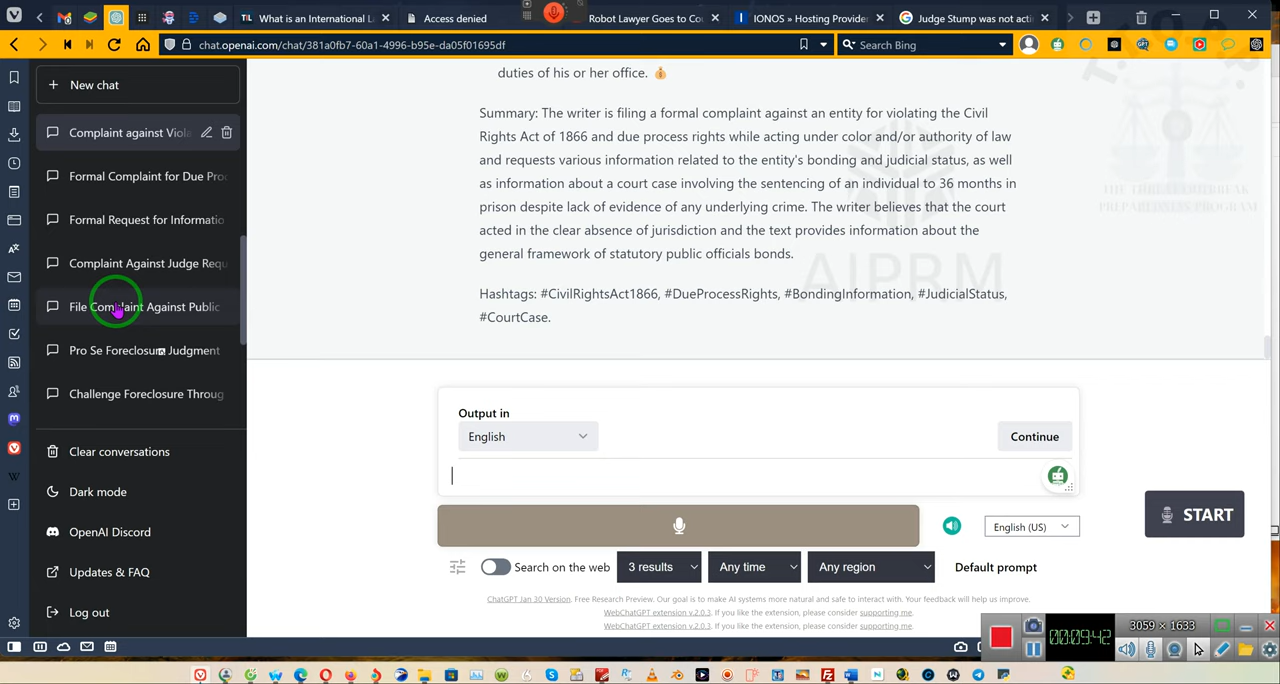 What is an International L
Access denied
Robot Lawyer Goes to Co
IONOS » Hosting Provider
Judge Stump was not acti
chat.openai.com/chat/381a0fb7-60a1-4996-b95e-da05f01695df
Search Bing
New chat
Complaint against Viola
Formal Complaint for Due Pro
Formal Request for Informatio
Complaint Against Judge Requ
File Complaint Against Public
Pro Se Foreclosure Judgment
Challenge Foreclosure Throug
Clear conversations
Dark mode
OpenAI Discord
Updates & FAQ
Log out
duties of his or her office.
Summary: The writer is filing a formal complaint against an entity for violating the Civil
Rights Act of 1866 and due process rights while acting under color and/or authority of law
and requests various information related to the entity's bonding and judicial status, as well
as information about a court case involving the sentencing of an individual to 36 months in
prison despite lack of evidence of any underlying crime. The writer believes that the court
acted in the clear absence of jurisdiction and the text provides information about the
general framework of statutory public officials bonds.
AIPRM
Hashtags: #CivilRightsAct1866, #DueProcessRights, #BondingInformation, #JudicialStatus,
#CourtCase.
PREPAREDNESS PROGRAM
Output in
English
Continue
English (US)
START
Search on the web
3 results
Any time
Any region
Default prompt
ChatGPT Jan 30 Version. Free Research Preview. Our goal is to make AI systems more natural and safe to interact with. Your feedback will help us improve.
WebChatGPT extension v.2.0.3. If you like the extension, please consider supporting me.
WebChatGPT extension v.2.0.3. If you like the extension, please consider supporting me.
3059 × 1633
00:09:42